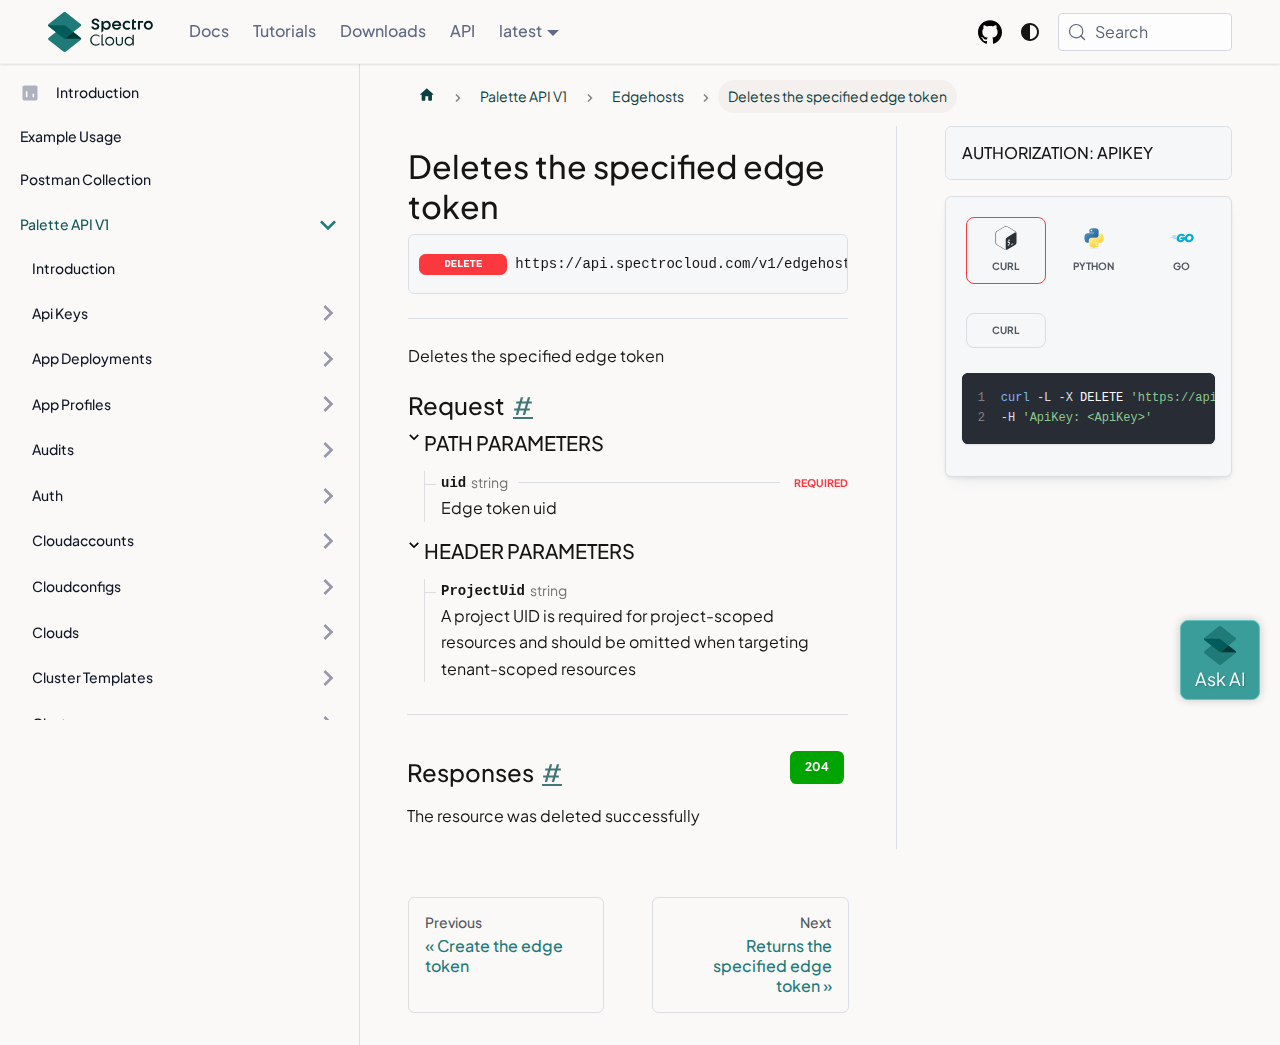 Spectro
Cloud
Docs
Tutorials
Downloads
API
latest
Search
Introduction
Example Usage
Postman Collection
Palette API V1
Introduction
Api Keys
App Deployments
App Profiles
Audits
Auth
Cloudaccounts
Cloudconfigs
Clouds
Cluster Templates
Palette API V1
Edgehosts
Deletes the specified edge token
Deletes the specified edge
token
DELETE https://api.spectrocloud.com/v1/edgehost
Deletes the specified edge token
Request #
PATH PARAMETERS
uid string REQUIRED
Edge token uid
HEADER PARAMETERS
ProjectUid string
A project UID is required for project-scoped
resources and should be omitted when targeting
tenant-scoped resources
Responses #
204
The resource was deleted successfully
Previous
« Create the edge
token
Next
Returns the
specified edge
token »
AUTHORIZATION: APIKEY
CURL
PYTHON
GO
GO
CURL
1 curl -L -X DELETE 'https://api
2 -H 'ApiKey: <ApiKey>'
Ask AI